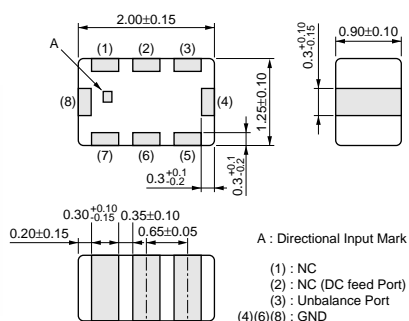 2.00±0.15
0.90±0.10
A
(1) (2) (3)
0.3+0.10-0.15
(8) (4)
1.25±0.10
(7) (6) (5)
0.3+0.1-0.2
0.3+0.1-0.2
0.30+0.10-0.15 0.35±0.10
0.20±0.15 0.65±0.05
A : Directional Input Mark
(1) : NC
(2) : NC (DC feed Port)
(3) : Unbalance Port
(4)(6)(8) : GND